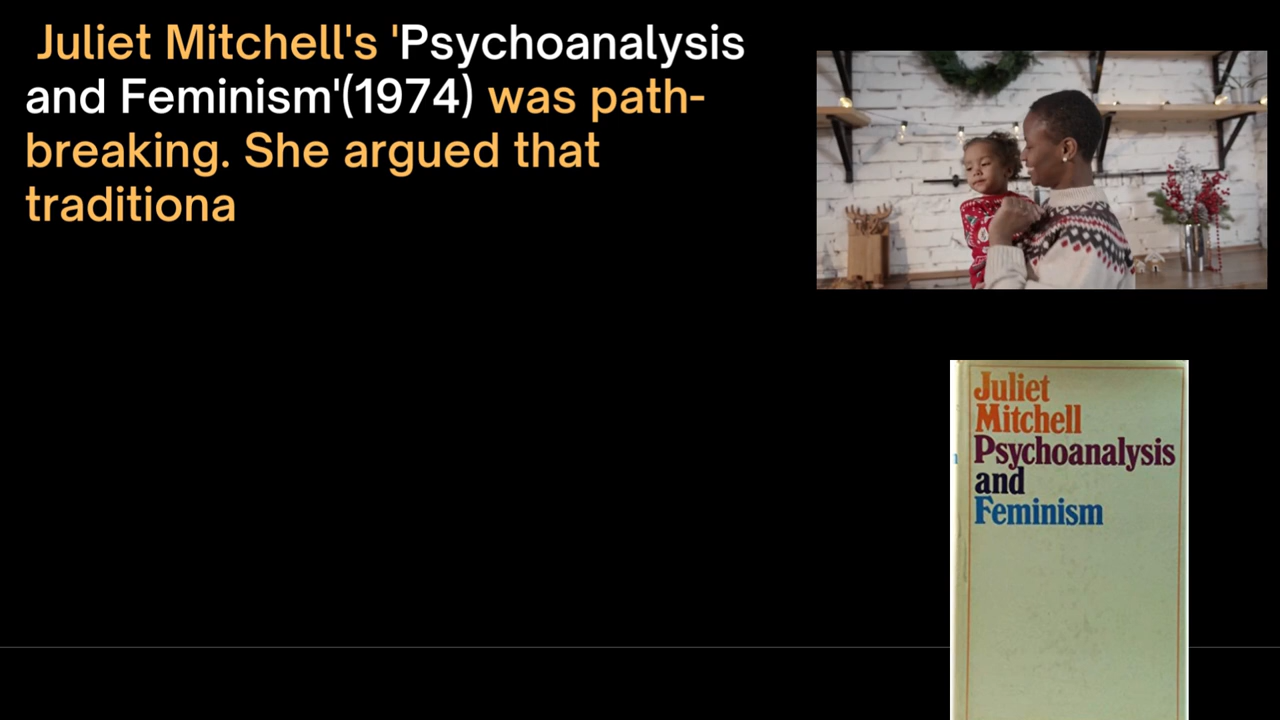 Juliet Mitchell's 'Psychoanalysis
and Feminism'(1974) was path-
breaking. She argued that
traditiona
Juliet
Mitchell
Psychoanalysis
and
Feminism